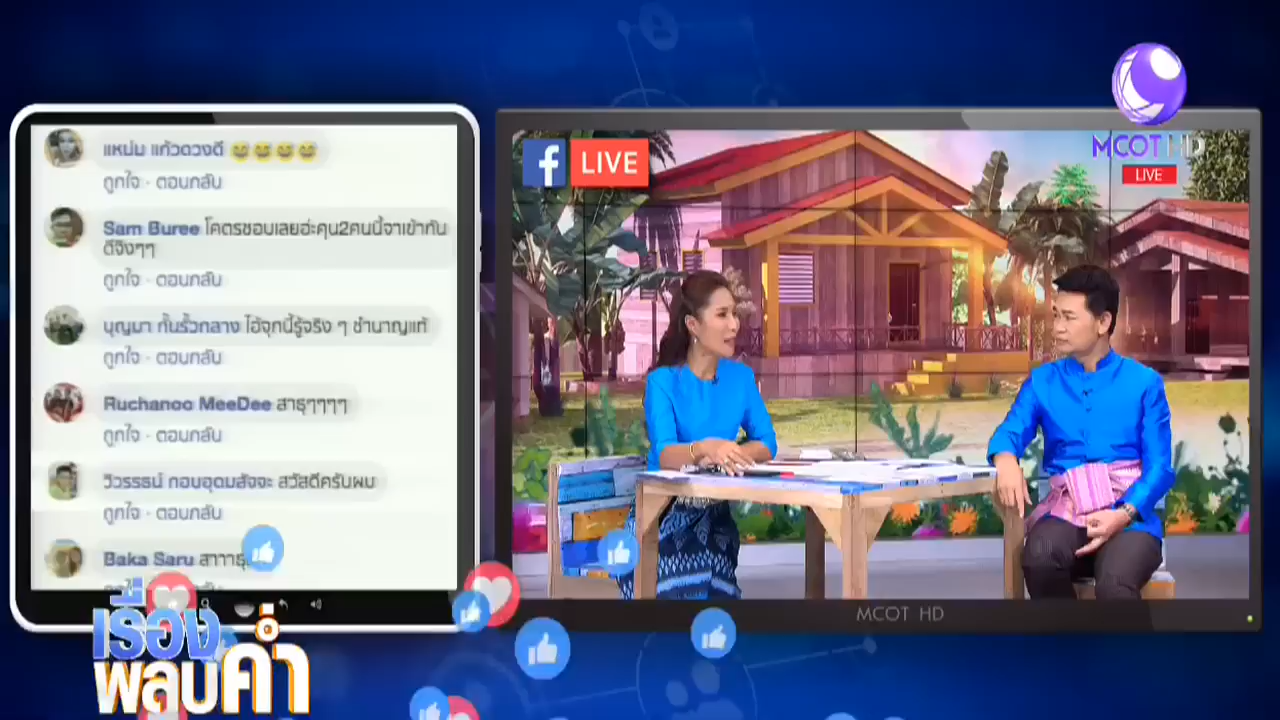 แหม่ม แก้วดวงดี
ถูกใจ · ตอบกลับ
Sam Buree โคตรชอบเลยฮ่ะคุณ2คนนี้จาเข้ากัน
ดีจิงๆๆ
ถูกใจ · ตอบกลับ
บุญมา กั้นรั้วกลาง ไอ้จุกนี้รู้จริง ๆ ชำนาญแท้
ถูกใจ · ตอบกลับ
Ruchanoo MeeDee สาธุๆๆๆๆ
ถูกใจ · ตอบกลับ
วิวรรธน์ กอบอุดมสัจจะ สวัสดีครับผม
ถูกใจ · ตอบกลับ
Baka Saru สาาาธุ
เรื่อง
พลบค่ำ
f LIVE
MCOT HD
LIVE
MCOT HD